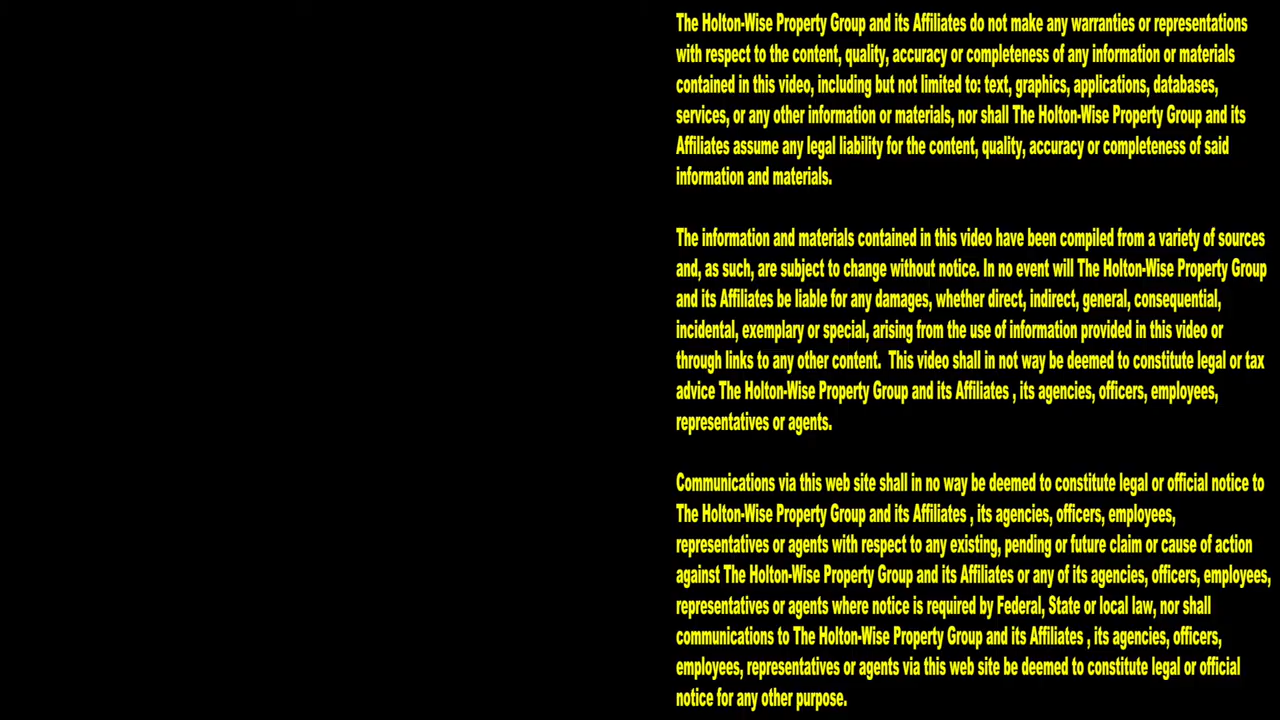 The Holton-Wise Property Group and its Affiliates do not make any warranties or representations
with respect to the content, quality, accuracy or completeness of any information or materials
contained in this video, including but not limited to: text, graphics, applications, databases,
services, or any other information or materials, nor shall The Holton-Wise Property Group and its
Affiliates assume any legal liability for the content, quality, accuracy or completeness of said
information and materials.
The information and materials contained in this video have been compiled from a variety of sources
and, as such, are subject to change without notice. In no event will The Holton-Wise Property Group
and its Affiliates be liable for any damages, whether direct, indirect, general, consequential,
incidental, exemplary or special, arising from the use of information provided in this video or
through links to any other content.  This video shall in not way be deemed to constitute legal or tax
advice The Holton-Wise Property Group and its Affiliates , its agencies, officers, employees,
representatives or agents.
Communications via this web site shall in no way be deemed to constitute legal or official notice to
The Holton-Wise Property Group and its Affiliates , its agencies, officers, employees,
representatives or agents with respect to any existing, pending or future claim or cause of action
against The Holton-Wise Property Group and its Affiliates or any of its agencies, officers, employees,
representatives or agents where notice is required by Federal, State or local law, nor shall
communications to The Holton-Wise Property Group and its Affiliates , its agencies, officers,
employees, representatives or agents via this web site be deemed to constitute legal or official
notice for any other purpose.